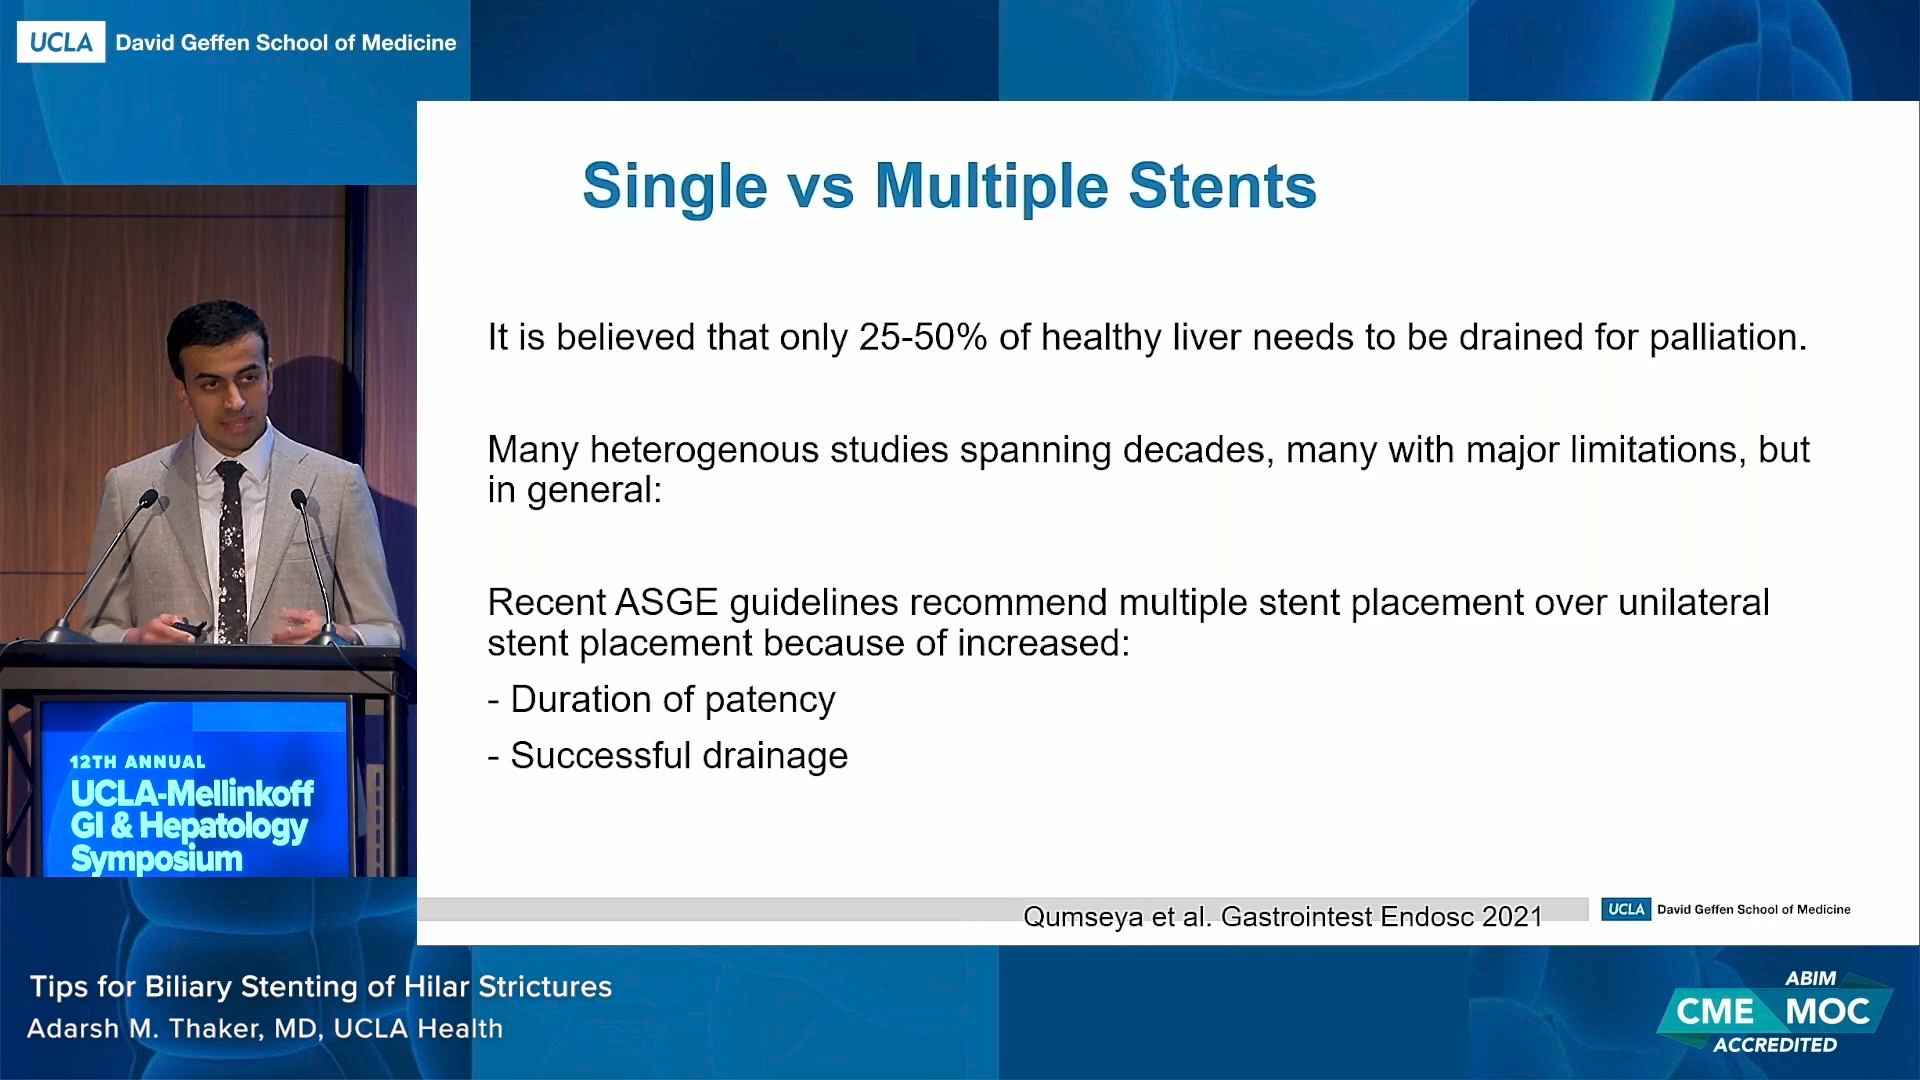 UCLA David Geffen School of Medicine
Single vs Multiple Stents
It is believed that only 25-50% of healthy liver needs to be drained for palliation.
Many heterogenous studies spanning decades, many with major limitations, but
in general:
Recent ASGE guidelines recommend multiple stent placement over unilateral
stent placement because of increased:
- Duration of patency
- Successful drainage
12TH ANNUAL
UCLA-Mellinkoff
GI & Hepatology
Symposium
Qumseya et al. Gastrointest Endosc 2021
UCLA David Geffen School of Medicine
Tips for Biliary Stenting of Hilar Strictures
Adarsh M. Thaker, MD, UCLA Health
ABIM
CME MOC
ACCREDITED